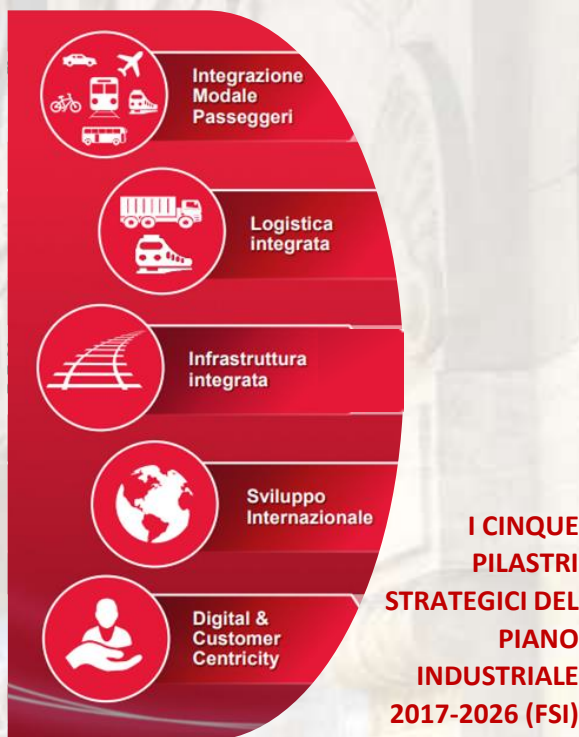 Integrazione
Modale
Passeggeri
Logistica
integrata
Infrastruttura
integrata
Sviluppo
Internazionale
Digital &
Customer
Centricity
I CINQUE
PILASTRI
STRATEGICI DEL
PIANO
INDUSTRIALE
2017-2026 (FSI)